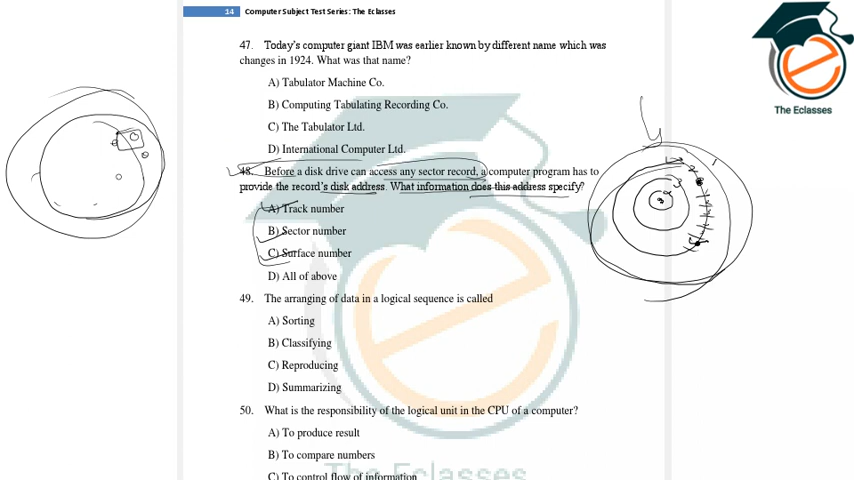 14 Computer Subject Test Series: The Eclasses
The Eclasses
47. Today's computer giant IBM was earlier known by different name which was
changes in 1924. What was that name?
A) Tabulator Machine Co.
B) Computing Tabulating Recording Co.
C) The Tabulator Ltd.
D) International Computer Ltd.
48. Before a disk drive can access any sector record, a computer program has to
provide the record's disk address. What information does this address specify?
A) Track number
B) Sector number
C) Surface number
D) All of above
49. The arranging of data in a logical sequence is called
A) Sorting
B) Classifying
C) Reproducing
D) Summarizing
50. What is the responsibility of the logical unit in the CPU of a computer?
A) To produce result
B) To compare numbers
C) To control flow of information
The Eclasses